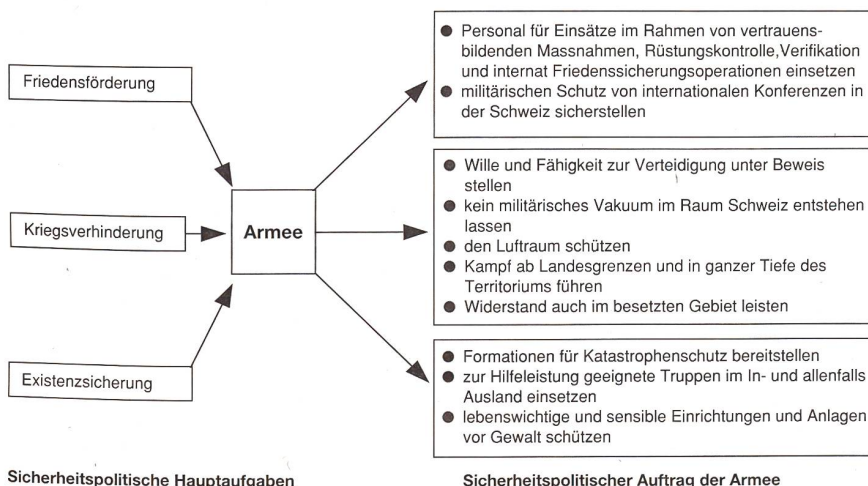 Friedensförderung
Kriegsverhinderung
Existenzsicherung
Armee
● Personal für Einsätze im Rahmen von vertrauens-
bildenden Massnahmen, Rüstungskontrolle,Verifikation
und internat Friedenssicherungsoperationen einsetzen
● militärischen Schutz von internationalen Konferenzen in
der Schweiz sicherstellen
● Wille und Fähigkeit zur Verteidigung unter Beweis
stellen
● kein militärisches Vakuum im Raum Schweiz entstehen
lassen
● den Luftraum schützen
● Kampf ab Landesgrenzen und in ganzer Tiefe des
Territoriums führen
● Widerstand auch im besetzten Gebiet leisten
● Formationen für Katastrophenschutz bereitstellen
● zur Hilfeleistung geeignete Truppen im In- und allenfalls
Ausland einsetzen
● lebenswichtige und sensible Einrichtungen und Anlagen
vor Gewalt schützen
Sicherheitspolitische Hauptaufgaben
Sicherheitspolitischer Auftrag der Armee